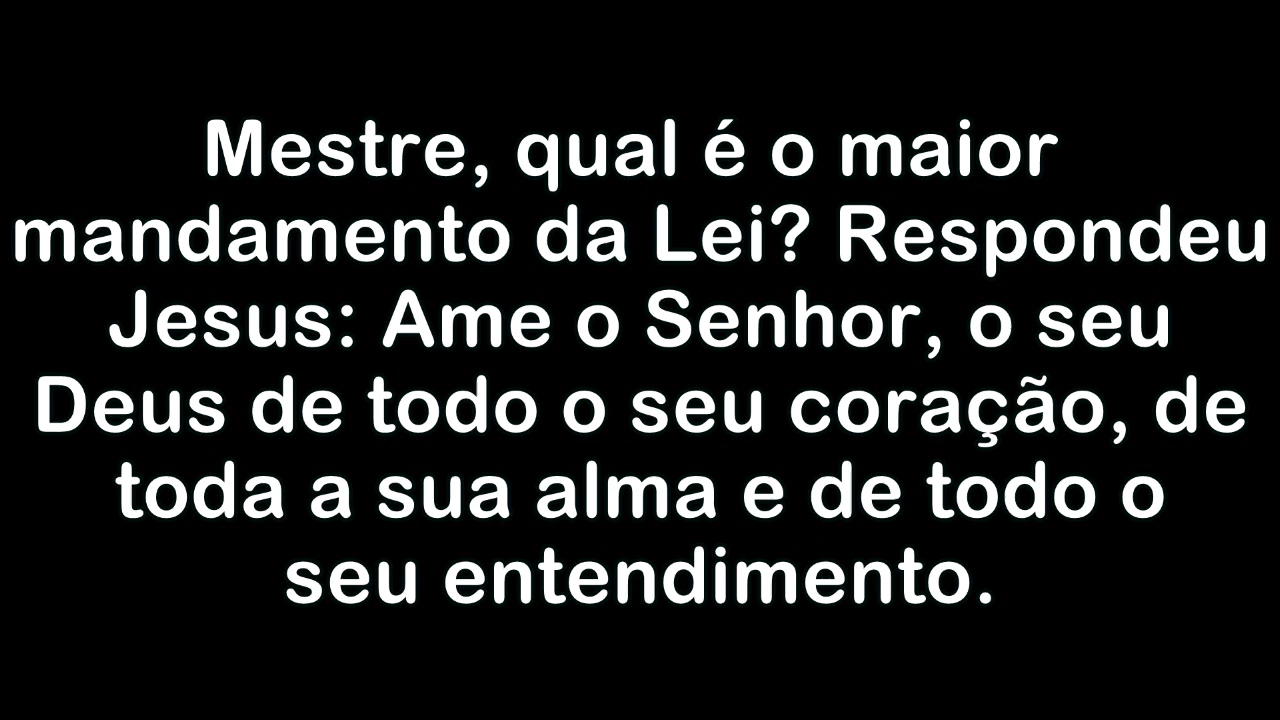 Mestre, qual é o maior
mandamento da Lei? Respondeu
Jesus: Ame o Senhor, o seu
Deus de todo o seu coração, de
toda a sua alma e de todo o
seu entendimento.